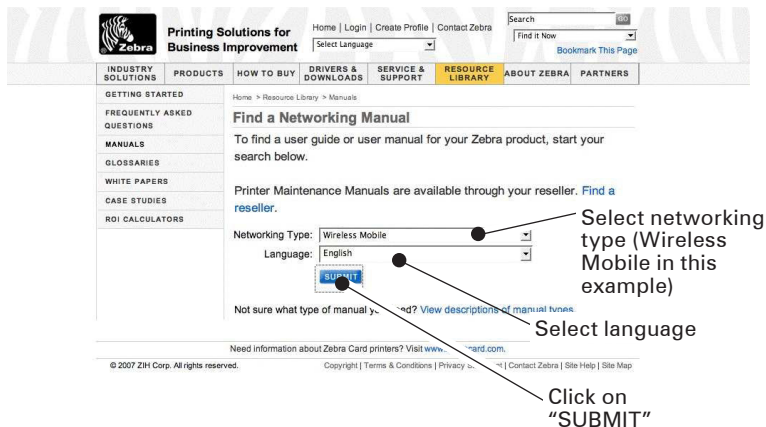 Zebra
Printing Solutions for
Business Improvement
Home | Login | Create Profile | Contact Zebra
Select Language
Search
GO
Find it Now
Bookmark This Page
INDUSTRY SOLUTIONS
PRODUCTS
HOW TO BUY
DRIVERS & DOWNLOADS
SERVICE & SUPPORT
RESOURCE LIBRARY
ABOUT ZEBRA
PARTNERS
GETTING STARTED
FREQUENTLY ASKED
QUESTIONS
MANUALS
GLOSSARIES
WHITE PAPERS
CASE STUDIES
ROI CALCULATORS
Home > Resource Library > Manuals
Find a Networking Manual
To find a user guide or user manual for your Zebra product, start your
search below.
Printer Maintenance Manuals are available through your reseller. Find a
reseller.
Networking Type: Wireless Mobile
Language: English
SUBMIT
Not sure what type of manual need? View descriptions of manual types.
Select networking
type (Wireless
Mobile in this
example)
Select language
Click on
“SUBMIT”
Need information about Zebra Card printers? Visit
© 2007 ZIH Corp. All rights reserved.
Copyright | Terms & Conditions | Privacy | Contact Zebra | Site Help | Site Map